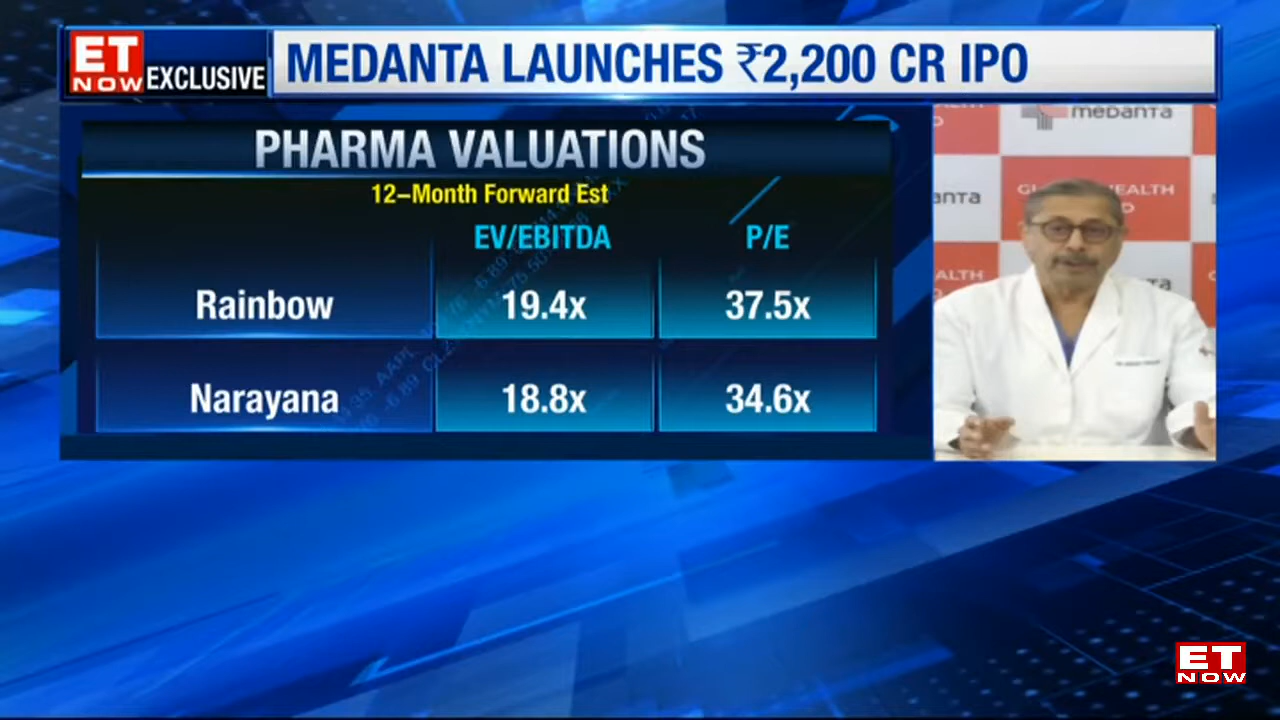 ET NOW EXCLUSIVE
MEDANTA LAUNCHES ₹2,200 CR IPO
PHARMA VALUATIONS
12-Month Forward Est
EV/EBITDA P/E
Rainbow 19.4x 37.5x
Narayana 18.8x 34.6x
medanta
HEALTH
ET
NOW